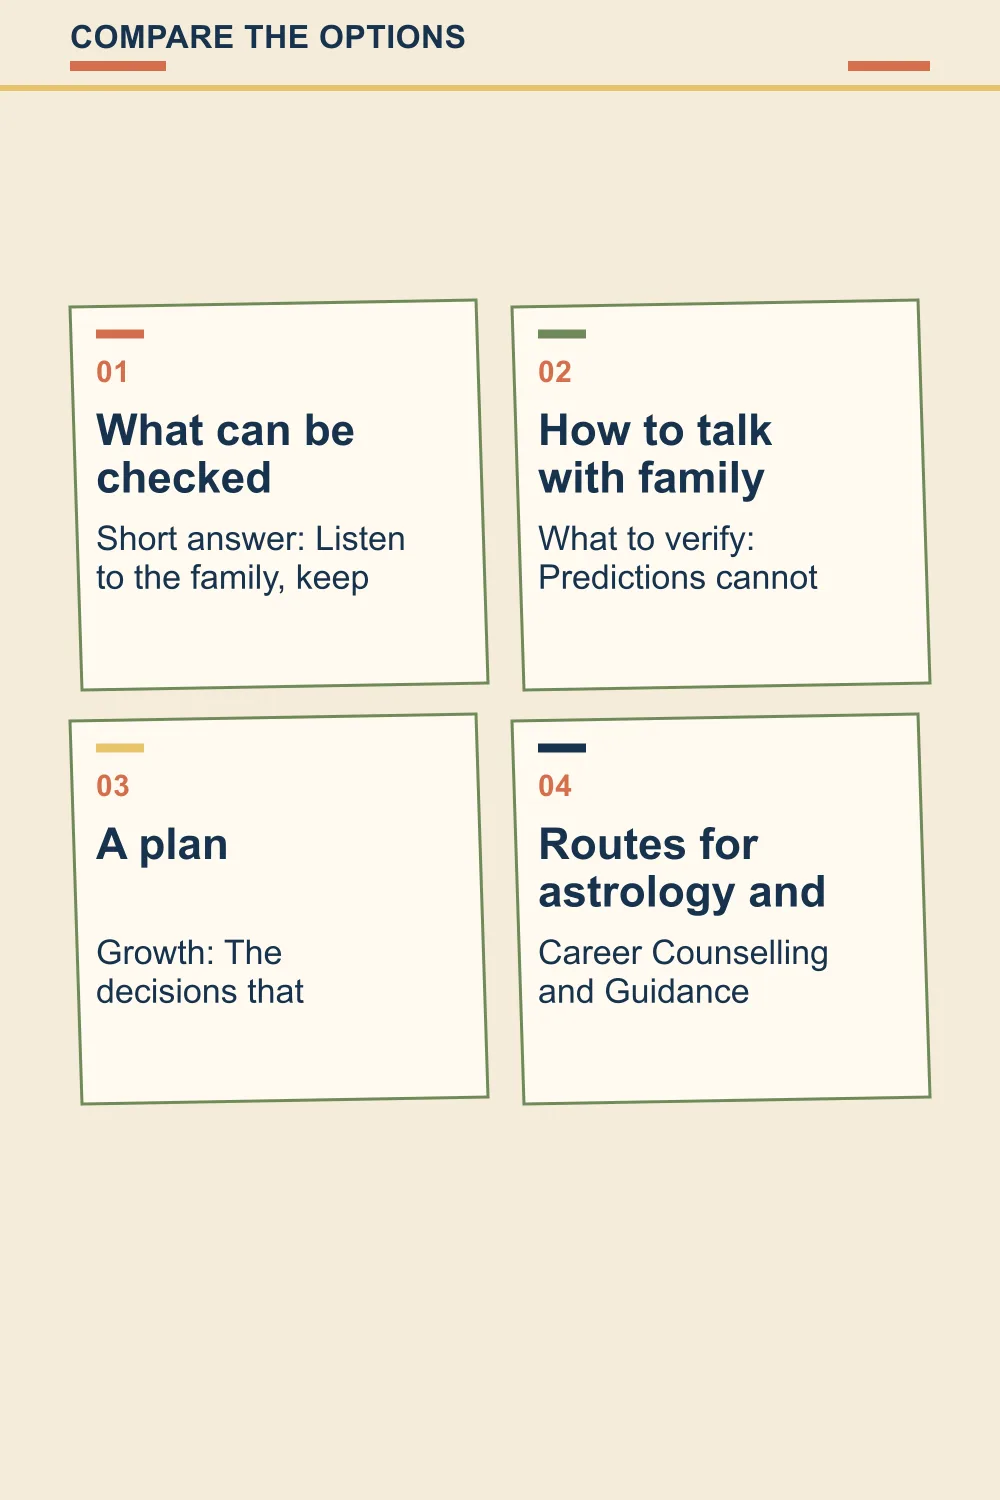 COMPARE THE OPTIONS
01
What can be
checked
Short answer: Listen
to the family, keep
02
How to talk
with family
What to verify:
Predictions cannot
03
A plan
Growth: The
decisions that
04
Routes for
astrology and
Career Counselling
and Guidance